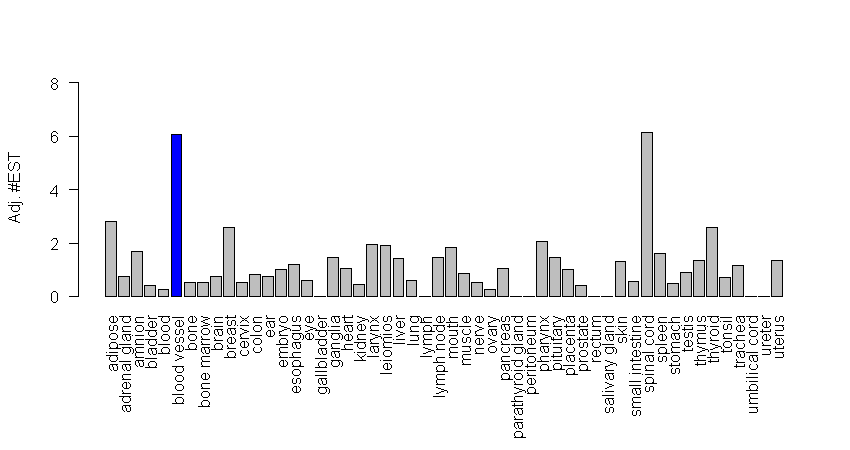 8
6
4
2
0
Adj. #EST
adipose
adrenal gland
amnion
bladder
blood
blood vessel
bone
bone marrow
brain
breast
cervix
colon
ear
embryo
esophagus
eye
gallbladder
ganglia
heart
kidney
larynx
leiomios
liver
lung
lymph
lymph node
mouth
muscle
nerve
ovary
pancreas
parathyroid gland
peritoneum
pharynx
pituitary
placenta
prostate
rectum
salivary gland
skin
small intestine
spinal cord
spleen
stomach
testis
thymus
thyroid
tonsil
trachea
umbilical cord
ureter
uterus